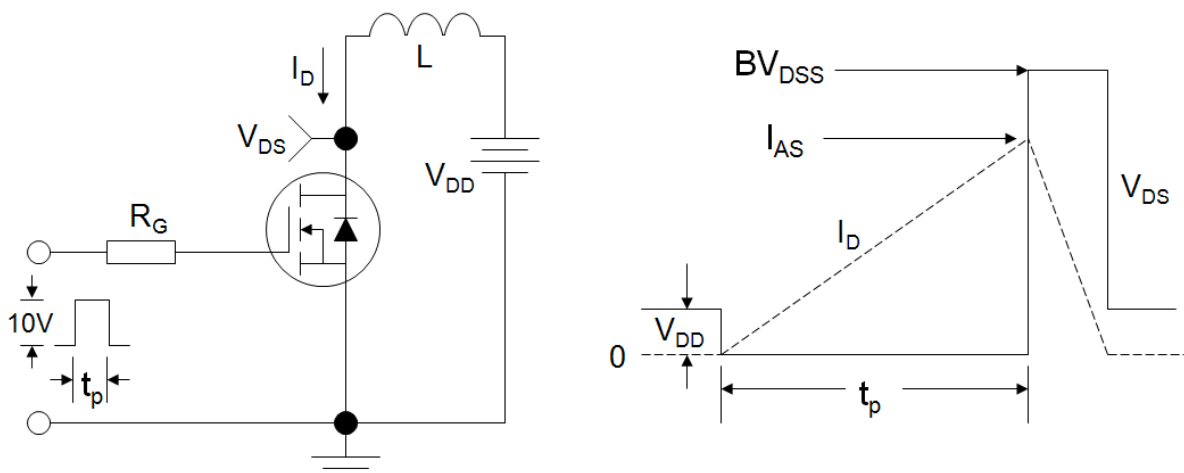 I_D
L
V_DS
V_DD
R_G
10V
t_p
BV_DSS
I_AS
V_DS
I_D
V_DD
0
t_p